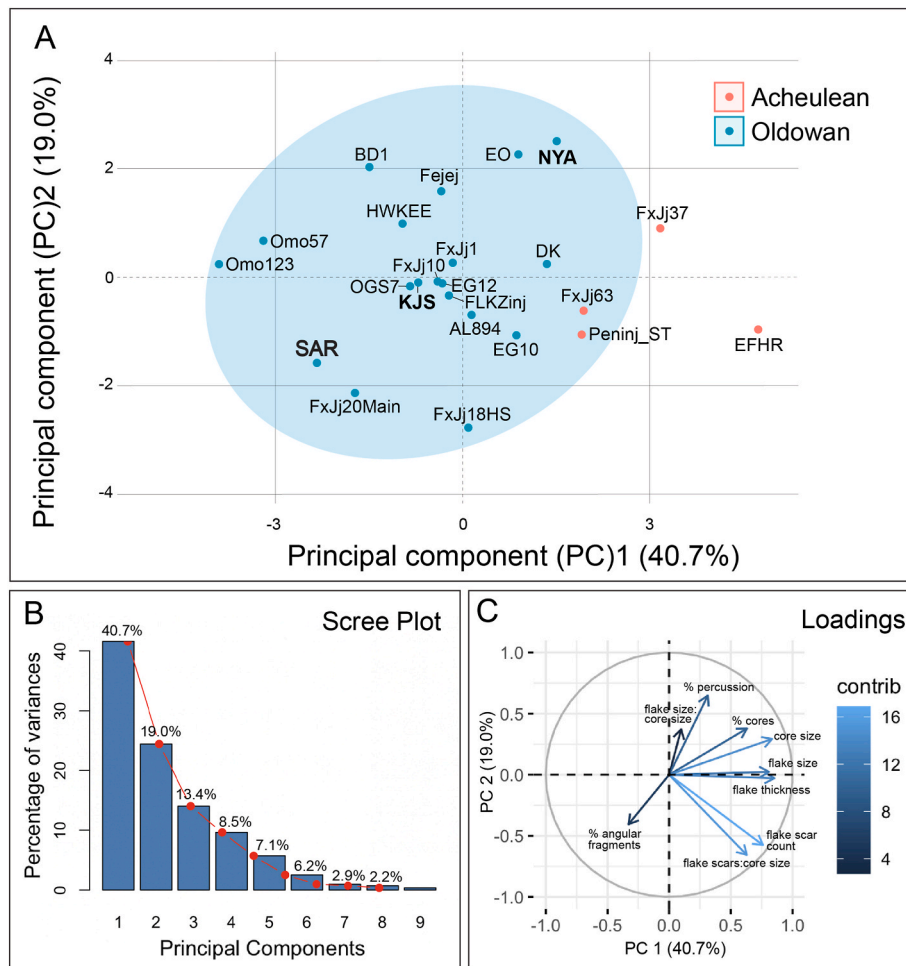 A
Principal component (PC)2 (19.0%)
4
2
0
-2
-4
Acheulean
Oldowan
BD1
EO
NYA
Fejej
HWKEE
FxJj37
Omo57
Omo123
FxJj1
DK
FxJj10
OGS7
EG12
KJS
FLKZinj
FxJj63
AL894
Peninj_ST
EG10
EFHR
SAR
FxJj20Main
FxJj18HS
-3
0
3
Principal component (PC)1 (40.7%)
B
Scree Plot
Percentage of variances
40
30
20
10
0
40.7%
19.0%
13.4%
8.5%
7.1%
6.2%
2.9%
2.2%
1 2 3 4 5 6 7 8 9
Principal Components
C
Loadings
PC 2 (19.0%)
1.0
0.5
0.0
-0.5
-1.0
% percussion
flake size:
core size
% cores
core size
flake size
flake thickness
% angular
fragments
flake scar
count
flake scars:core size
-1.0 -0.5 0.0 0.5 1.0
PC 1 (40.7%)
contrib
16
12
8
4